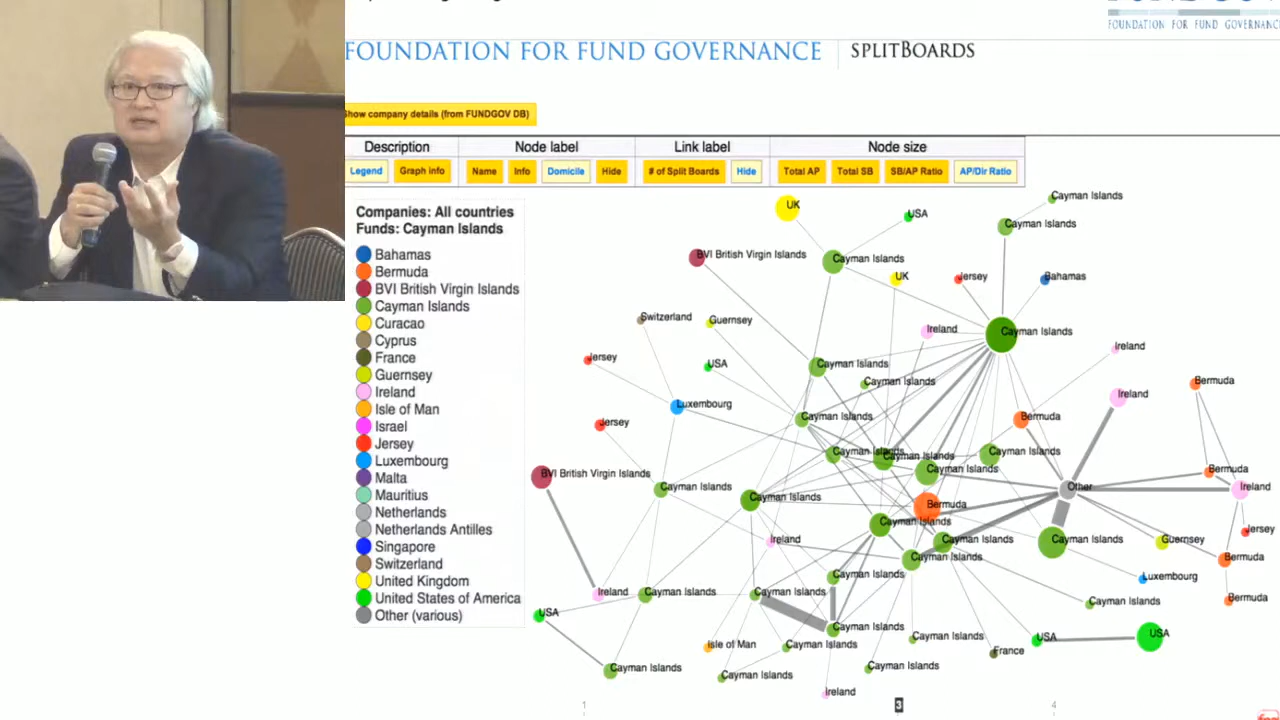 FOUNDATION FOR FUND GOVERNANCE
FOUNDATION FOR FUND GOVERNANCE SPLITBOARDS
Show company details (from FUNDGOV DB)
Description Node label Link label Node size
Legend Graph info Name Info Domicile Hide # of Split Boards Hide Total AP Total SB SB/AP Ratio AP/Dir Ratio
Companies: All countries
Funds: Cayman Islands
Bahamas
Bermuda
BVI British Virgin Islands
Cayman Islands
Curacao
Cyprus
France
Guernsey
Ireland
Isle of Man
Israel
Jersey
Luxembourg
Malta
Mauritius
Netherlands
Netherlands Antilles
Singapore
Switzerland
United Kingdom
United States of America
Other (various)
Cayman Islands
UK
USA
Cayman Islands
BVI British Virgin Islands
Cayman Islands
UK
Jersey
Bahamas
Switzerland
Guernsey
Ireland
Cayman Islands
Ireland
Jersey
USA
Cayman Islands
Cayman Islands
Bermuda
Ireland
Luxembourg
Cayman Islands
Bermuda
Jersey
Cayman Islands
Cayman Islands
Cayman Islands
BVI British Virgin Islands
Cayman Islands
Bermuda
Cayman Islands
Cayman Islands
Other
Ireland
Bermuda
Cayman Islands
Ireland
Cayman Islands
Cayman Islands
Cayman Islands
Guernsey
Jersey
Cayman Islands
Bermuda
Cayman Islands
Luxembourg
Ireland
Cayman Islands
Cayman Islands
Cayman Islands
Bermuda
USA
Cayman Islands
Isle of Man
Cayman Islands
Cayman Islands
USA
USA
France
Cayman Islands
Cayman Islands
Cayman Islands
Ireland
1 3 4